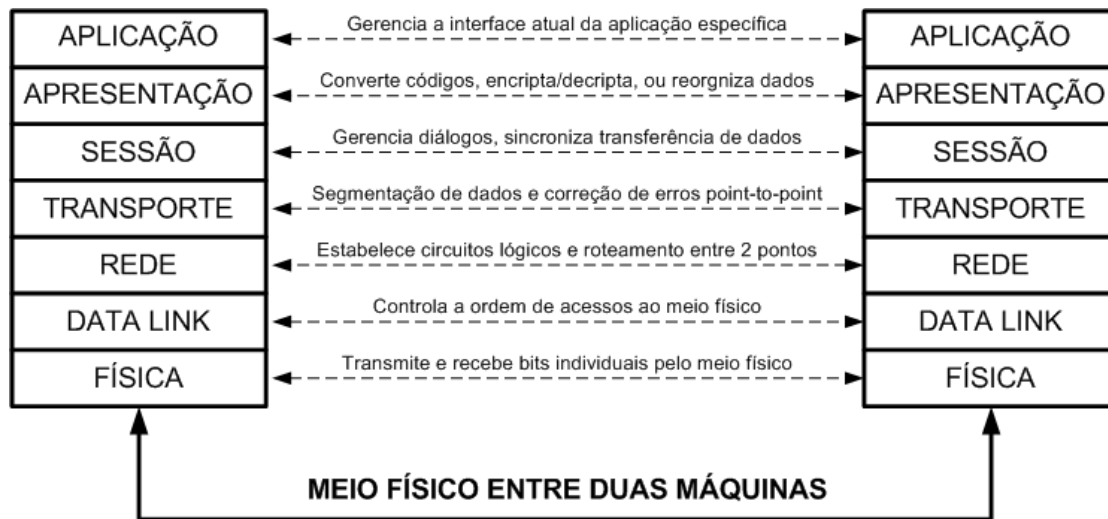 APLICAÇÃO Gerencia a interface atual da aplicação específica APLICAÇÃO
APRESENTAÇÃO Converte códigos, encripta/decripta, ou reorgniza dados APRESENTAÇÃO
SESSÃO Gerencia diálogos, sincroniza transferência de dados SESSÃO
TRANSPORTE Segmentação de dados e correção de erros point-to-point TRANSPORTE
REDE Estabelece circuitos lógicos e roteamento entre 2 pontos REDE
DATA LINK Controla a ordem de acessos ao meio físico DATA LINK
FÍSICA Transmite e recebe bits individuais pelo meio físico FÍSICA
MEIO FÍSICO ENTRE DUAS MÁQUINAS